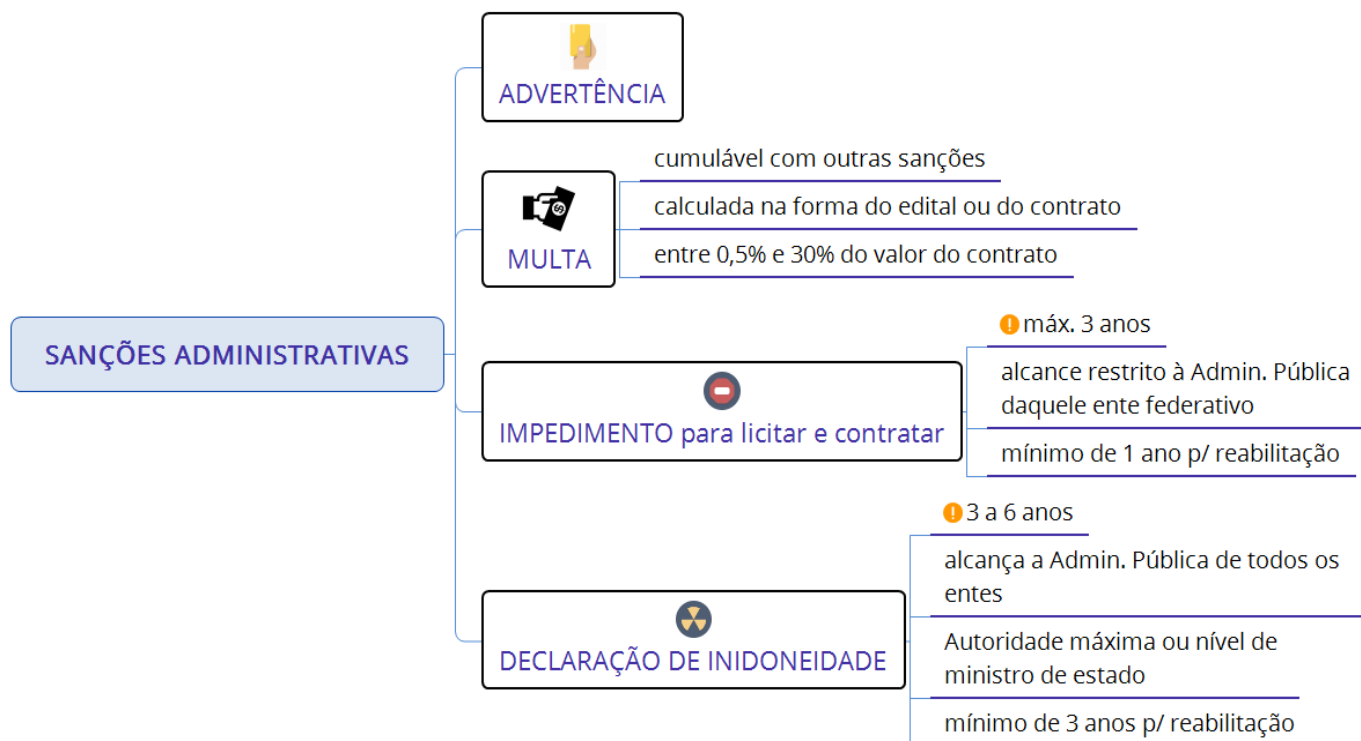 ADVERTÊNCIA
MULTA
cumulável com outras sanções
calculada na forma do edital ou do contrato
entre 0,5% e 30% do valor do contrato
SANÇÕES ADMINISTRATIVAS
IMPEDIMENTO para licitar e contratar
máx. 3 anos
alcance restrito à Admin. Pública
daquele ente federativo
mínimo de 1 ano p/ reabilitação
DECLARAÇÃO DE INIDONEIDADE
3 a 6 anos
alcança a Admin. Pública de todos os
entes
Autoridade máxima ou nível de
ministro de estado
mínimo de 3 anos p/ reabilitação